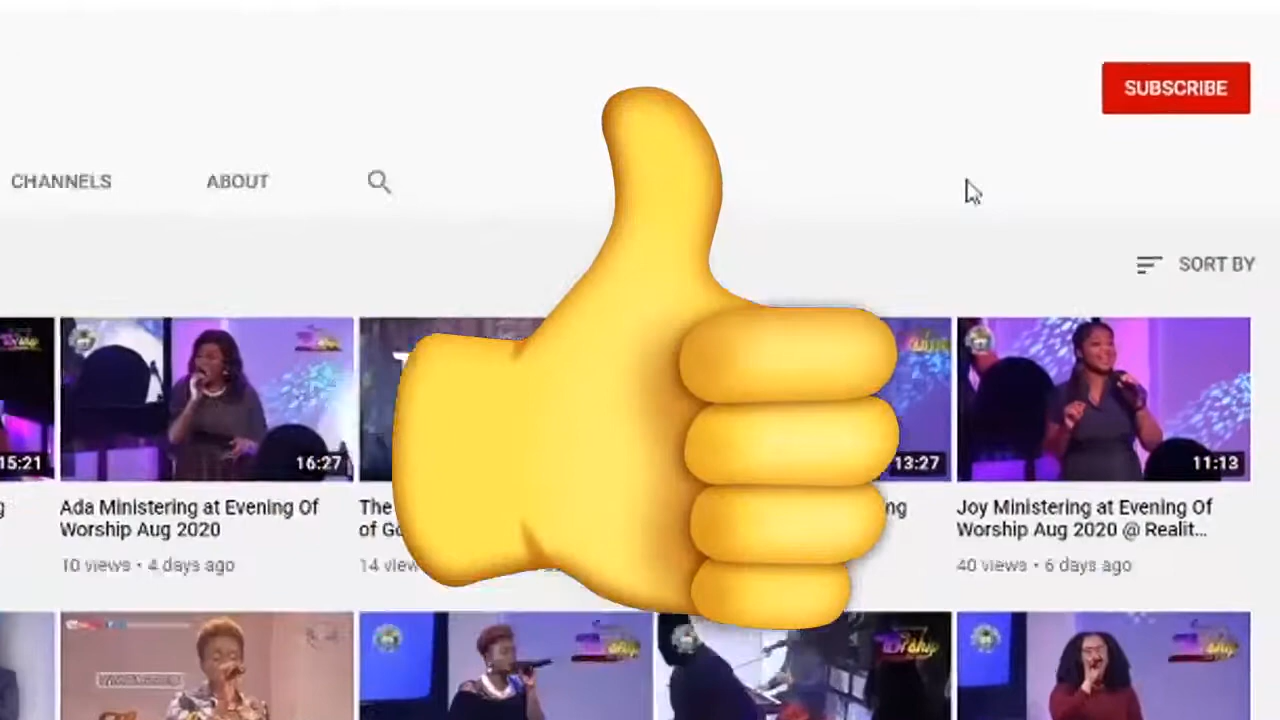 SUBSCRIBE
CHANNELS
ABOUT
SORT BY
15:21
16:27
13:27
11:13
Ada Ministering at Evening Of
Worship Aug 2020
10 views • 4 days ago
The
of Go
14 view
ng
Joy Ministering at Evening Of
Worship Aug 2020 @ Realit...
40 views • 6 days ago